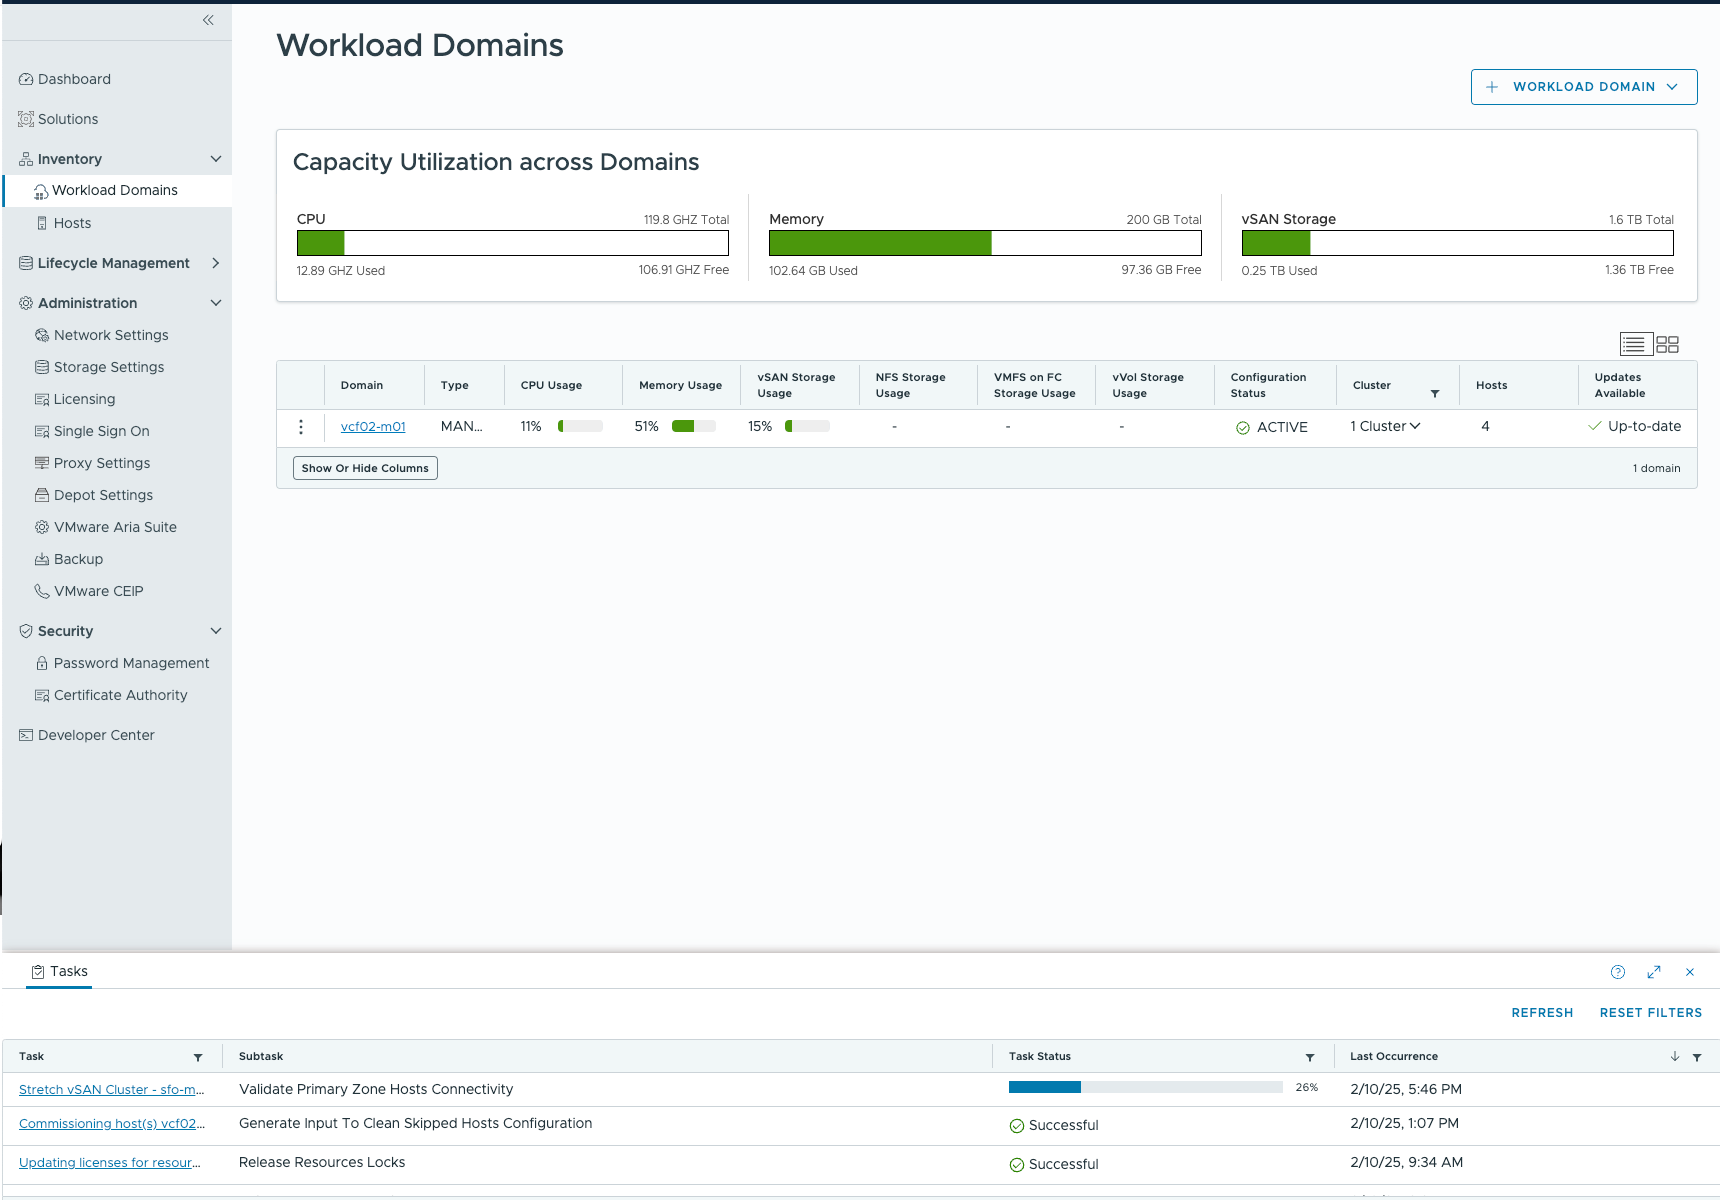 Workload Domains
WORKLOAD DOMAIN
Dashboard
Solutions
Inventory
Workload Domains
Hosts
Lifecycle Management
Administration
Network Settings
Storage Settings
Licensing
Single Sign On
Proxy Settings
Depot Settings
VMware Aria Suite
Backup
VMware CEIP
Security
Password Management
Certificate Authority
Developer Center
Capacity Utilization across Domains
CPU 119.8 GHZ Total
12.89 GHZ Used 106.91 GHZ Free
Memory 200 GB Total
102.64 GB Used 97.36 GB Free
vSAN Storage 1.6 TB Total
0.25 TB Used 1.36 TB Free
Domain Type CPU Usage Memory Usage vSAN Storage Usage NFS Storage Usage VMFS on FC Storage Usage vVol Storage Usage Configuration Status Cluster Hosts Updates Available
vcf02-m01 MAN... 11% 51% 15% - - - ACTIVE 1 Cluster 4 Up-to-date
Show Or Hide Columns 1 domain
Tasks
REFRESH RESET FILTERS
Task Subtask Task Status Last Occurrence
Stretch vSAN Cluster - sfo-m... Validate Primary Zone Hosts Connectivity 26% 2/10/25, 5:46 PM
Commissioning host(s) vcf02... Generate Input To Clean Skipped Hosts Configuration Successful 2/10/25, 1:07 PM
Updating licenses for resour... Release Resources Locks Successful 2/10/25, 9:34 AM